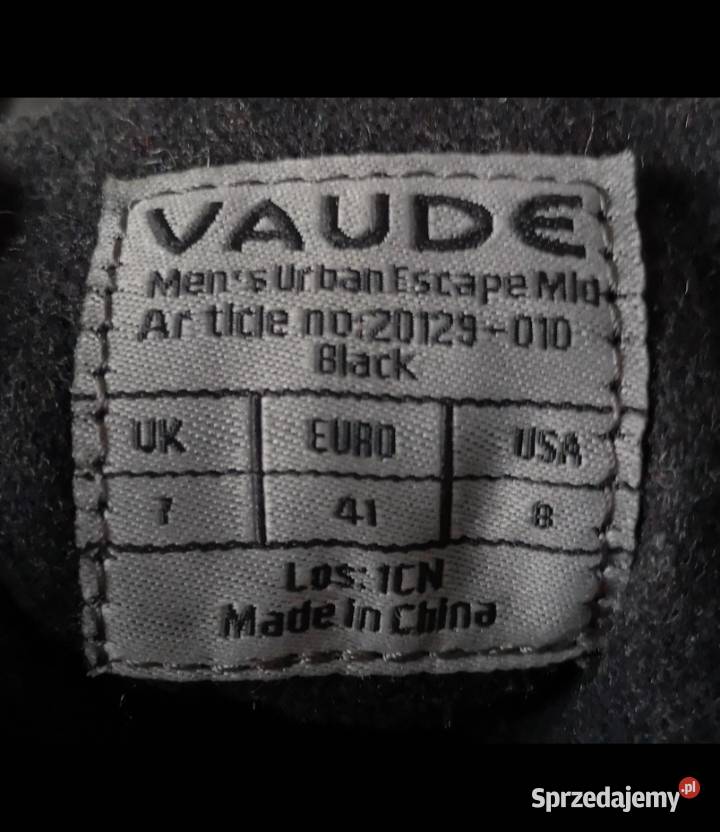 VAUDE
Men's Urban Escape Mid
Article no:20129-010
Black
UK EURO USA
7 41 8
Los: 1CN
Made in China
Sprzedajemy.pl